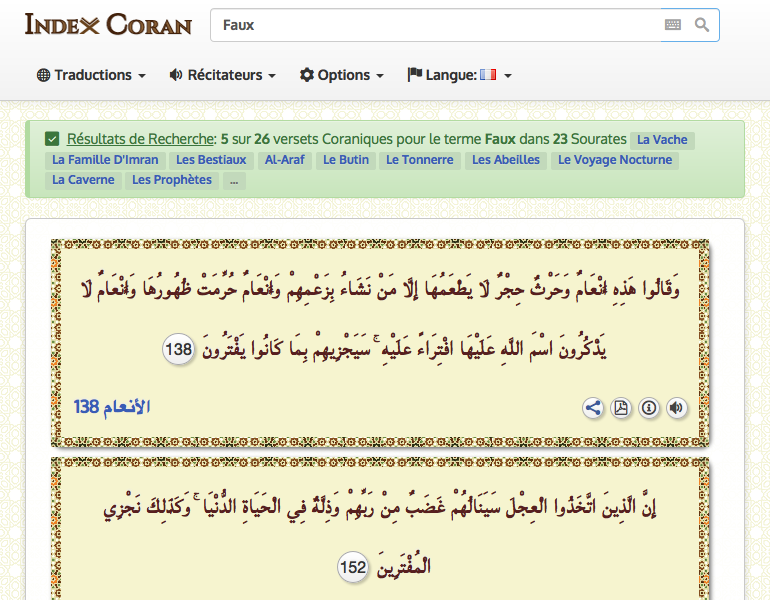 Index Coran
Faux
Traductions Récitateurs Options Langue:
Résultats de Recherche: 5 sur 26 versets Coraniques pour le terme Faux dans 23 Sourates La Vache
La Famille D'Imran Les Bestiaux Al-Araf Le Butin Le Tonnerre Les Abeilles Le Voyage Nocturne
La Caverne Les Prophètes ...
وَقَالُوا هَذِهِ أَنْعَامٌ وَحَرْثٌ حِجْرٌ لَا يَطْعَمُهَا إِلَّا مَنْ نَشَاءُ بِزَعْمِهِمْ وَأَنْعَامٌ حُرِّمَتْ ظُهُورُهَا وَأَنْعَامٌ لَا
يَذْكُرُونَ اسْمَ اللَّهِ عَلَيْهَا افْتِرَاءً عَلَيْهِ ۚ سَيَجْزِيهِمْ بِمَا كَانُوا يَفْتَرُونَ 138
الأنعام 138
إِنَّ الَّذِينَ اتَّخَذُوا الْعِجْلَ سَيَنَالُهُمْ غَضَبٌ مِنْ رَبِّهِمْ وَذِلَّةٌ فِي الْحَيَاةِ الدُّنْيَا ۚ وَكَذَلِكَ نَجْزِي
الْمُفْتَرِينَ 152